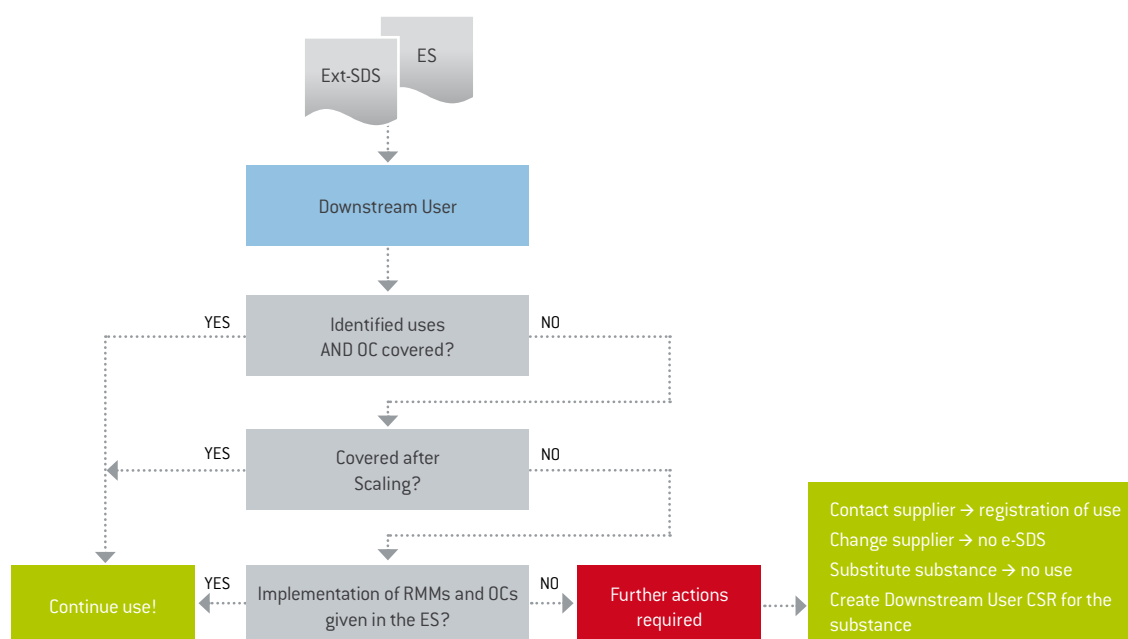 ES
Ext-SDS
Downstream User
YES
Identified uses
AND OC covered?
NO
YES
Covered after
Scaling?
NO
Continue use!
YES
Implementation of RMMs and OCs
given in the ES?
NO
Further actions
required
Contact supplier → registration of use
Change supplier → no e-SDS
Substitute substance → no use
Create Downstream User CSR for the
substance